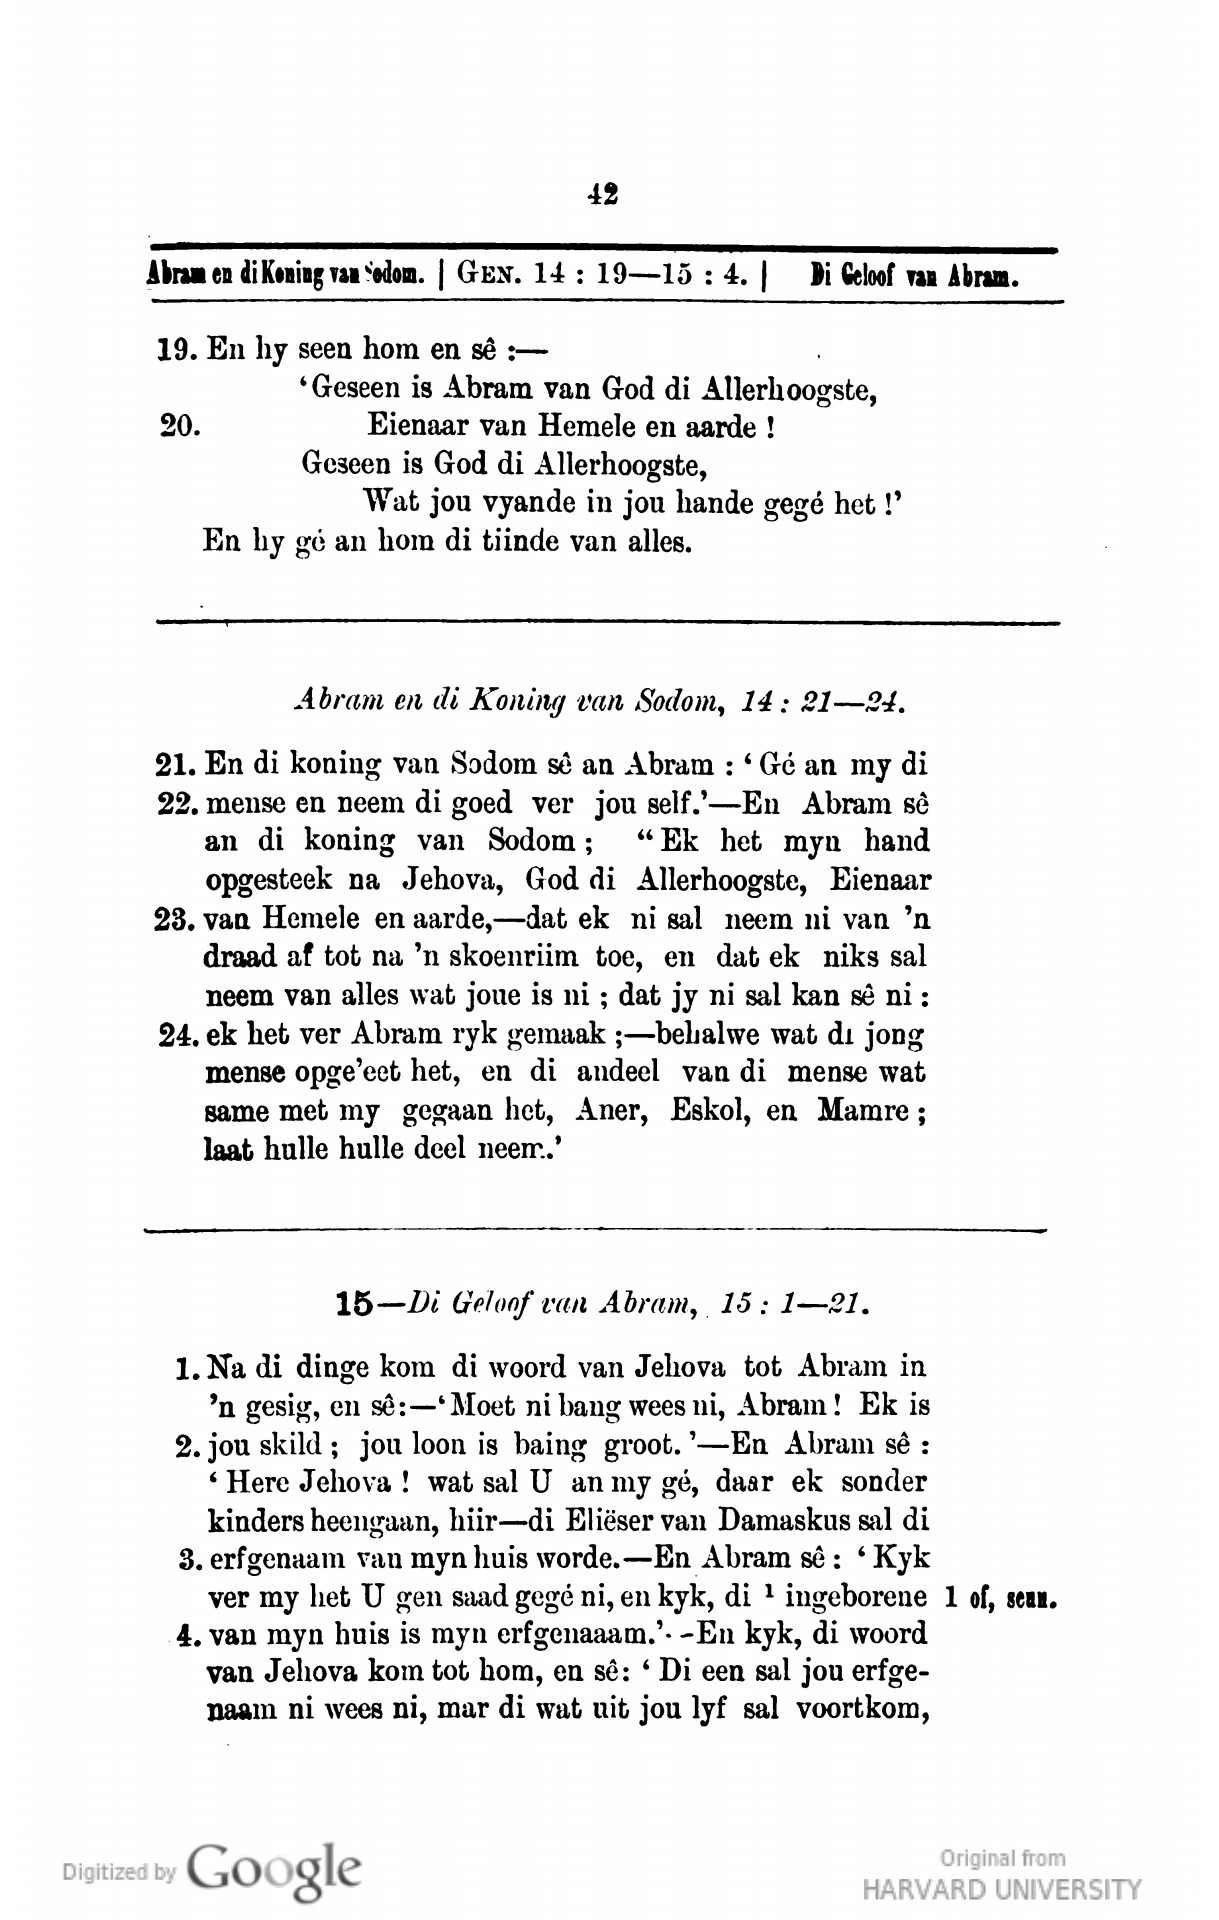 42
Abram en di Koning van Sodom. | GEN. 14 : 19—15 : 4. | Di Geloof van Abram.
19. En hy seen hom en sê :—
‘Geseen is Abram van God di Allerhoogste,
20. Eienaar van Hemele en aarde !
Geseen is God di Allerhoogste,
Wat jou vyande in jou hande gegé het !’
En hy gé an hom di tiinde van alles.
Abram en di Koning van Sodom, 14 : 21—24.
21. En di koning van Sodom sê an Abram : ‘ Gé an my di
22. mense en neem di goed ver jou self.’—En Abram sê
an di koning van Sodom ; “ Ek het myn hand
opgesteek na Jehova, God di Allerhoogste, Eienaar
23. van Hemele en aarde,—dat ek ni sal neem ni van ’n
draad af tot na ’n skoenriim toe, en dat ek niks sal
neem van alles wat joue is ni ; dat jy ni sal kan sê ni :
24. ek het ver Abram ryk gemaak ;—behalwe wat di jong
mense opge’eet het, en di andeel van di mense wat
same met my gegaan het, Aner, Eskol, en Mamre ;
laat hulle hulle deel neem.’
15—Di Geloof van Abram, 15 : 1—21.
1. Na di dinge kom di woord van Jehova tot Abram in
’n gesig, en sê:—‘Moet ni bang wees ni, Abram ! Ek is
2. jou skild ; jou loon is baing groot.’—En Abram sê :
‘ Here Jehova ! wat sal U an my gé, daar ek sonder
kinders heengaan, hiir—di Eliëser van Damaskus sal di
3. erfgenaam van myn huis worde.—En Abram sê : ‘ Kyk
ver my het U gen saad gegé ni, en kyk, di ¹ ingeborene 1 of, seun.
4. van myn huis is myn erfgenaaam.’--En kyk, di woord
van Jehova kom tot hom, en sê: ‘ Di een sal jou erfge-
naam ni wees ni, mar di wat uit jou lyf sal voortkom,
Digitized by Google
Original from
HARVARD UNIVERSITY